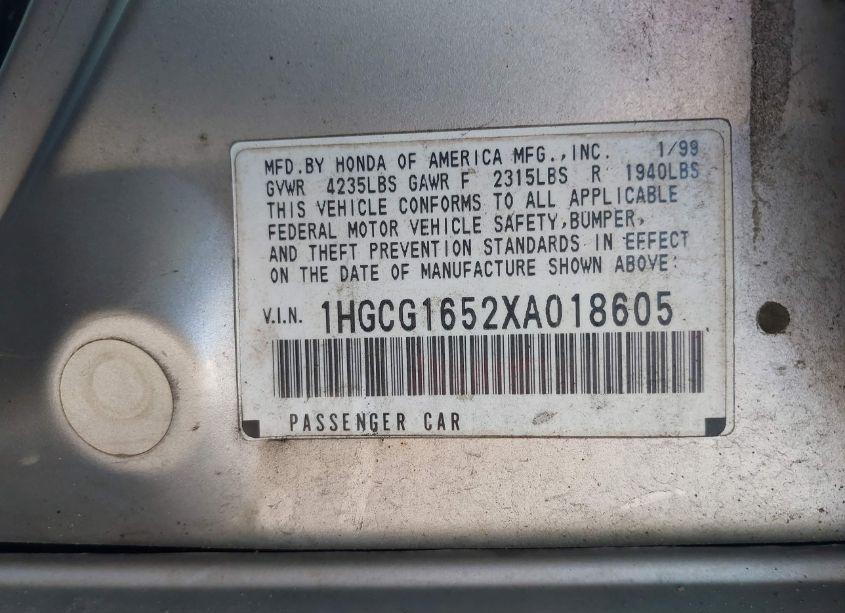 MFD.BY HONDA OF AMERICA MFG.,INC. 1/99
GVWR 4235LBS GAWR F 2315LBS R 1940LBS
THIS VEHICLE CONFORMS TO ALL APPLICABLE
FEDERAL MOTOR VEHICLE SAFETY,BUMPER,
AND THEFT PREVENTION STANDARDS IN EFFECT
ON THE DATE OF MANUFACTURE SHOWN ABOVE:
V.I.N. 1HGCG1652XA018605
PASSENGER CAR